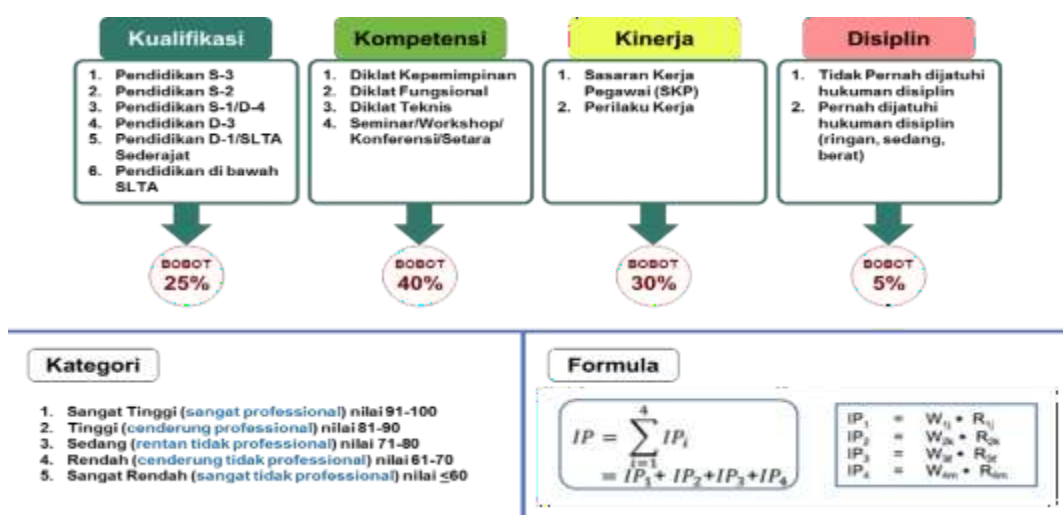 Kualifikasi
1. Pendidikan S-3
2. Pendidikan S-2
3. Pendidikan S-1/D-4
4. Pendidikan D-3
5. Pendidikan D-1/SLTA
Sederajat
6. Pendidikan di bawah
SLTA
BOBOT
25%
Kompetensi
1. Diklat Kepemimpinan
2. Diklat Fungsional
3. Diklat Teknis
4. Seminar/Workshop/
Konferensi/Setara
BOBOT
40%
Kinerja
1. Sasaran Kerja
Pegawai (SKP)
2. Perilaku Kerja
BOBOT
30%
Disiplin
1. Tidak Pernah dijatuhi
hukuman disiplin
2. Pernah dijatuhi
hukuman disiplin
(ringan, sedang,
berat)
BOBOT
5%
Kategori
1. Sangat Tinggi (sangat professional) nilai 91-100
2. Tinggi (cenderung professional) nilai 81-90
3. Sedang (rentan tidak professional) nilai 71-80
4. Rendah (cenderung tidak professional) nilai 61-70
5. Sangat Rendah (sangat tidak professional) nilai ≤60
Formula
4
IP = ∑ IPᵢ
i=1
= IP₁+ IP₂+IP₃+IP₄
IP₁ = W₁ⱼ • R₁ⱼ
IP₂ = W₂ₖ • R₂ₖ
IP₃ = W₃ₗ • R₃ₗ
IP₄ = W₄ₘ • R₄ₘ